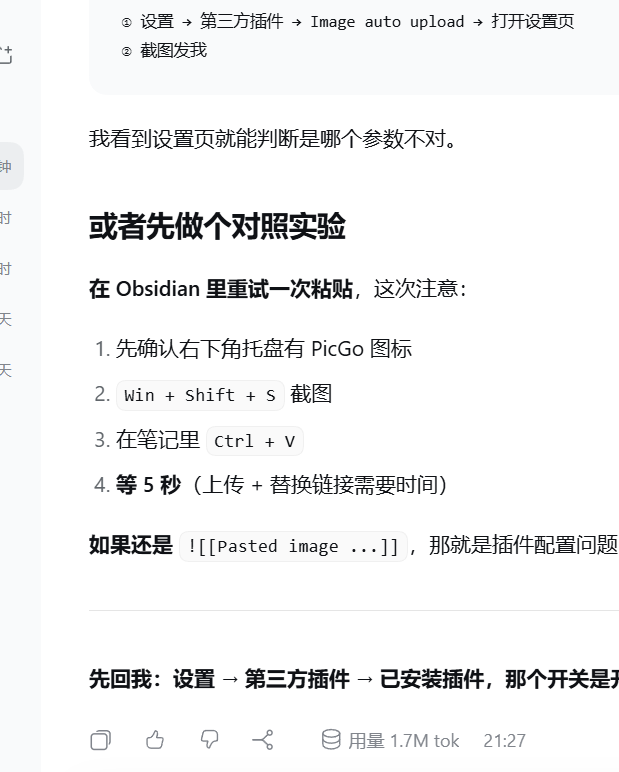 ① 设置 → 第三方插件 → Image auto upload → 打开设置页
② 截图发我
我看到设置页就能判断是哪个参数不对。
钟
时
或者先做个对照实验
时
在 Obsidian 里重试一次粘贴，这次注意：
天
1. 先确认右下角托盘有 PicGo 图标
天
2. Win + Shift + S 截图
3. 在笔记里 Ctrl + V
4. 等 5 秒（上传 + 替换链接需要时间）
如果还是 ![[Pasted image ...]]，那就是插件配置问题
先回我：设置 → 第三方插件 → 已安装插件，那个开关是
用量 1.7M tok 21:27